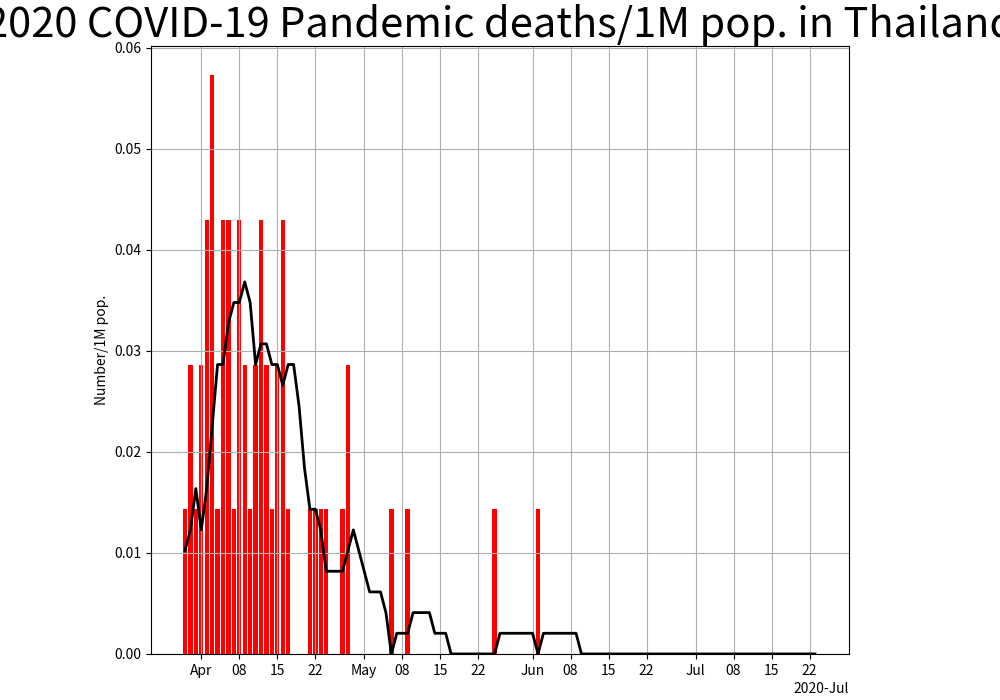 2020 COVID-19 Pandemic deaths/1M pop. in Thailand
0.06
0.05
0.04
0.03
0.02
0.01
0.00
Number/1M pop.
Apr 08 15 22 May 08 15 22 Jun 08 15 22 Jul 08 15 22
2020-Jul